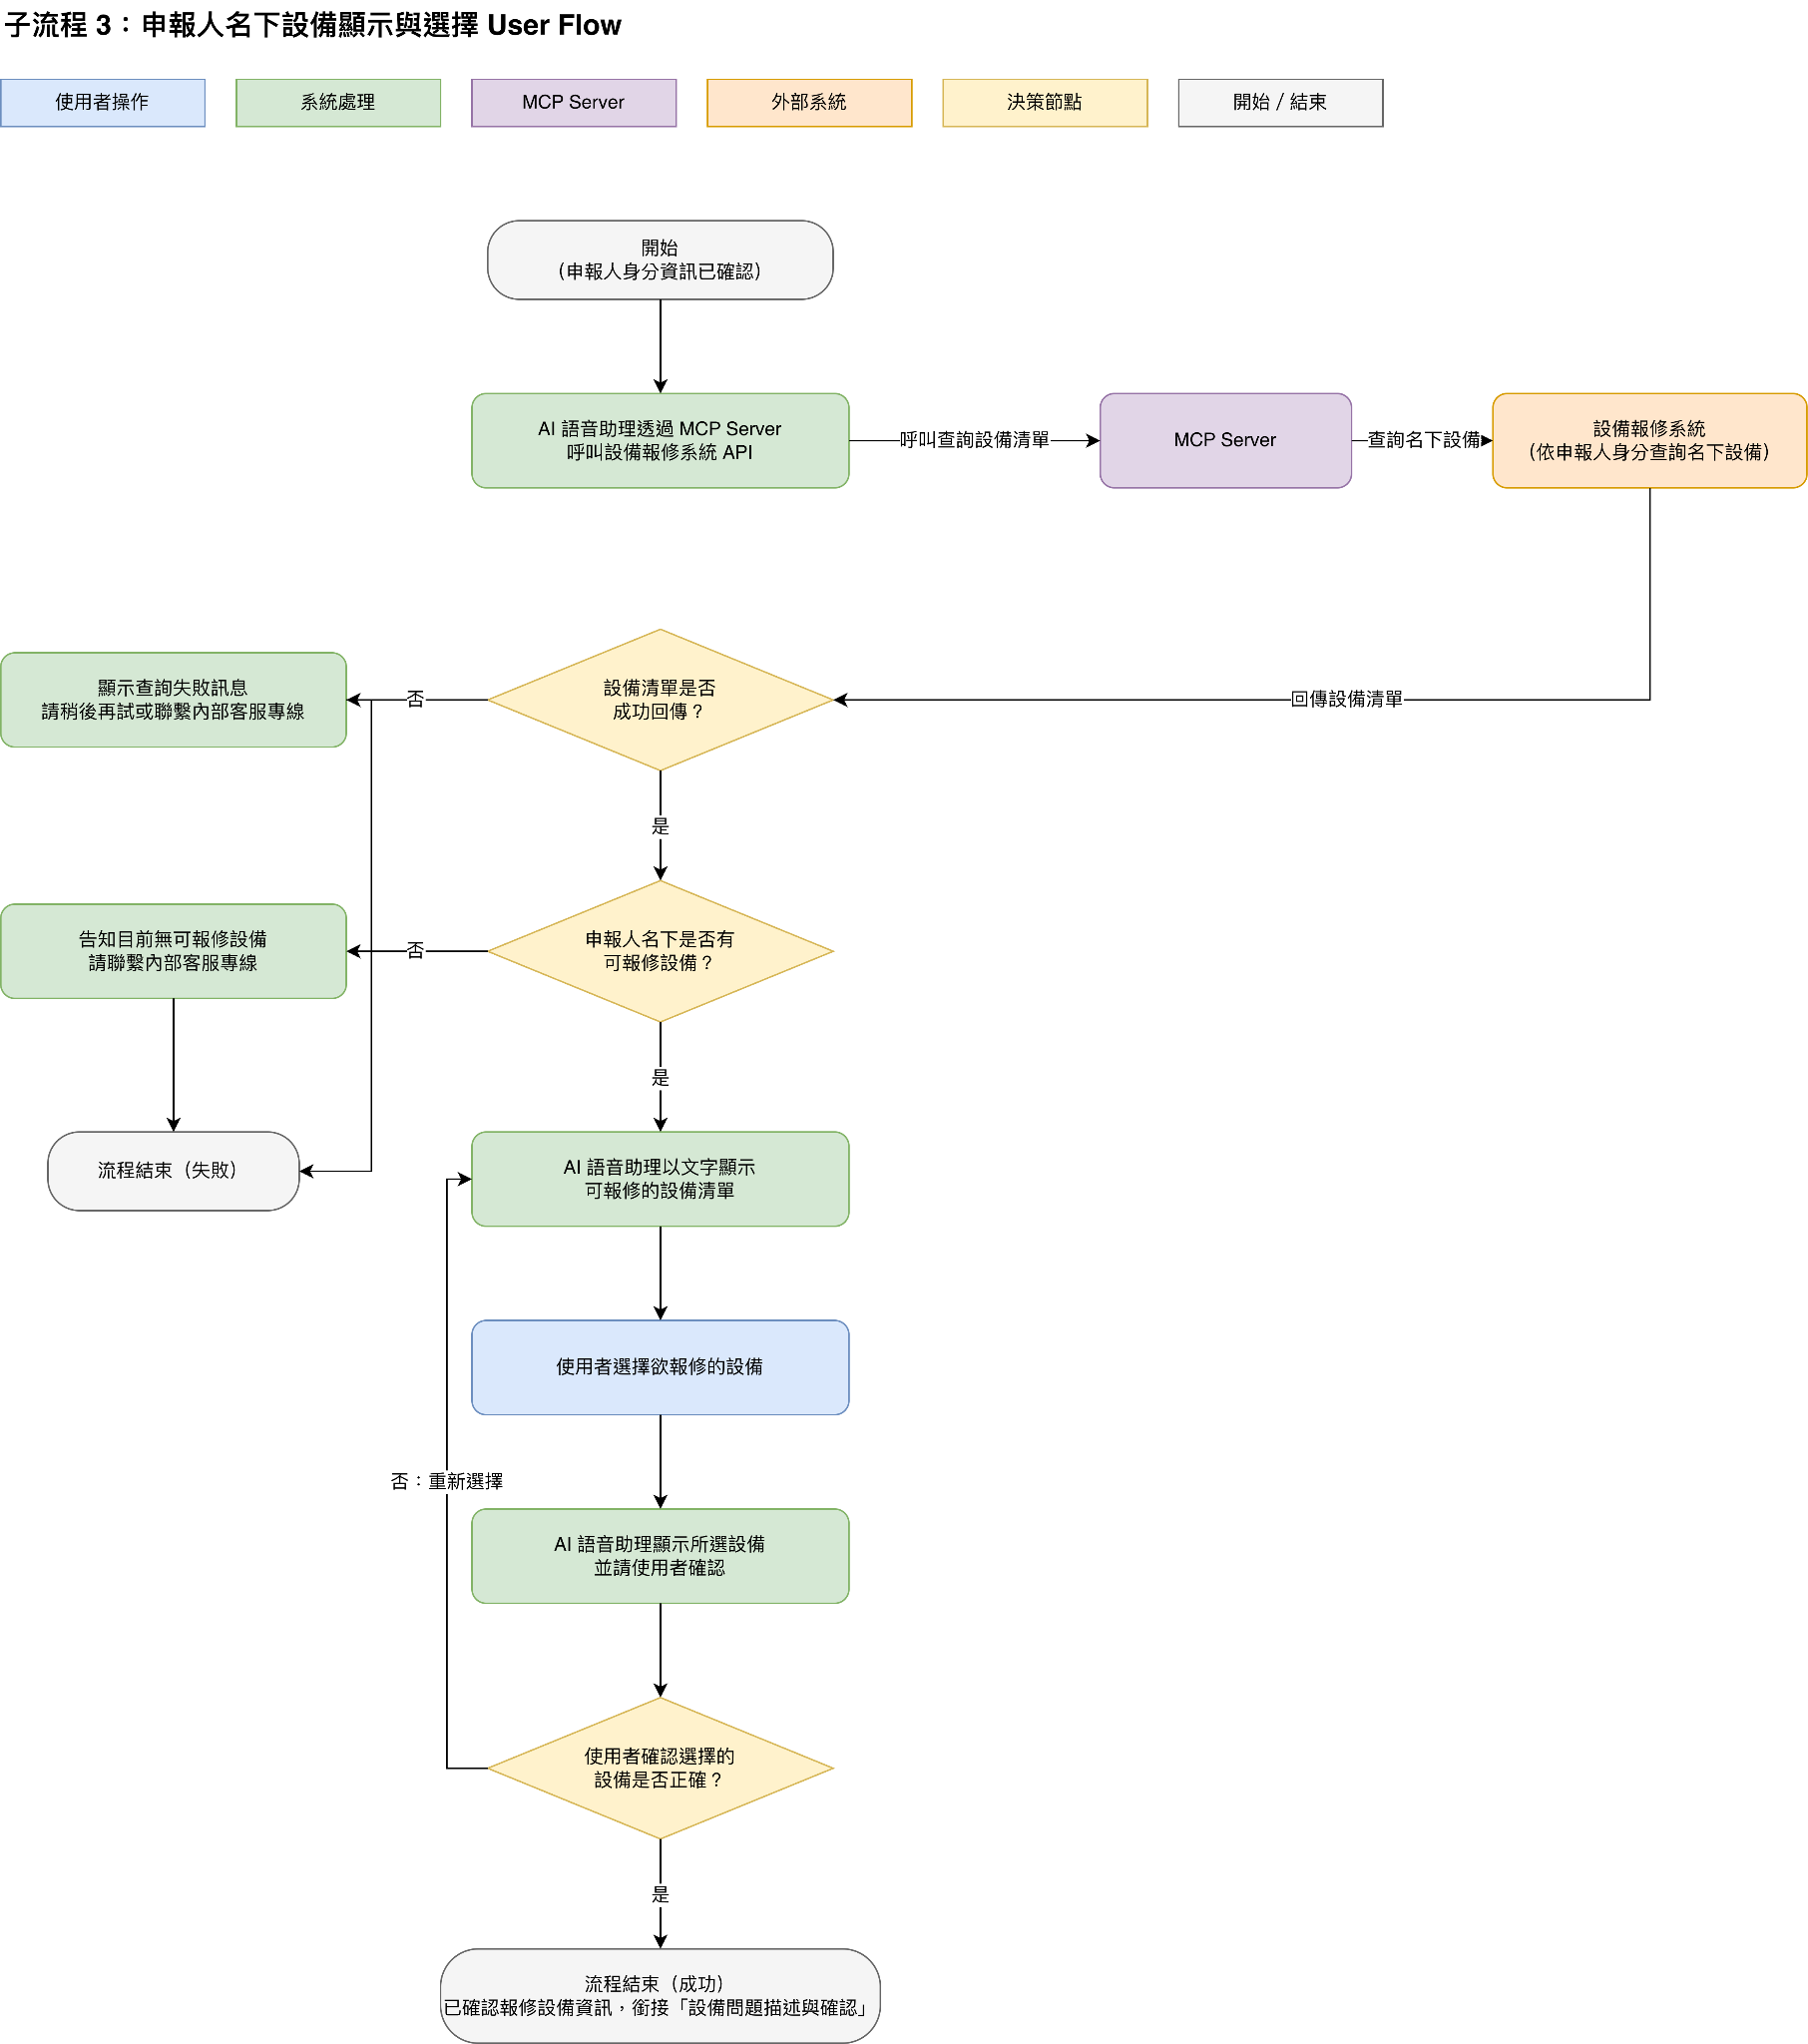 子流程 3：申報人名下設備顯示與選擇 User Flow
使用者操作
系統處理
MCP Server
外部系統
決策節點
開始 / 結束
開始
（申報人身分資訊已確認）
AI 語音助理透過 MCP Server
呼叫設備報修系統 API
呼叫查詢設備清單
MCP Server
查詢名下設備
設備報修系統
（依申報人身分查詢名下設備）
顯示查詢失敗訊息
請稍後再試或聯繫內部客服專線
否
設備清單是否
成功回傳？
回傳設備清單
是
告知目前無可報修設備
請聯繫內部客服專線
否
申報人名下是否有
可報修設備？
是
流程結束（失敗）
AI 語音助理以文字顯示
可報修的設備清單
使用者選擇欲報修的設備
否：重新選擇
AI 語音助理顯示所選設備
並請使用者確認
使用者確認選擇的
設備是否正確？
是
流程結束（成功）
已確認報修設備資訊，銜接「設備問題描述與確認」